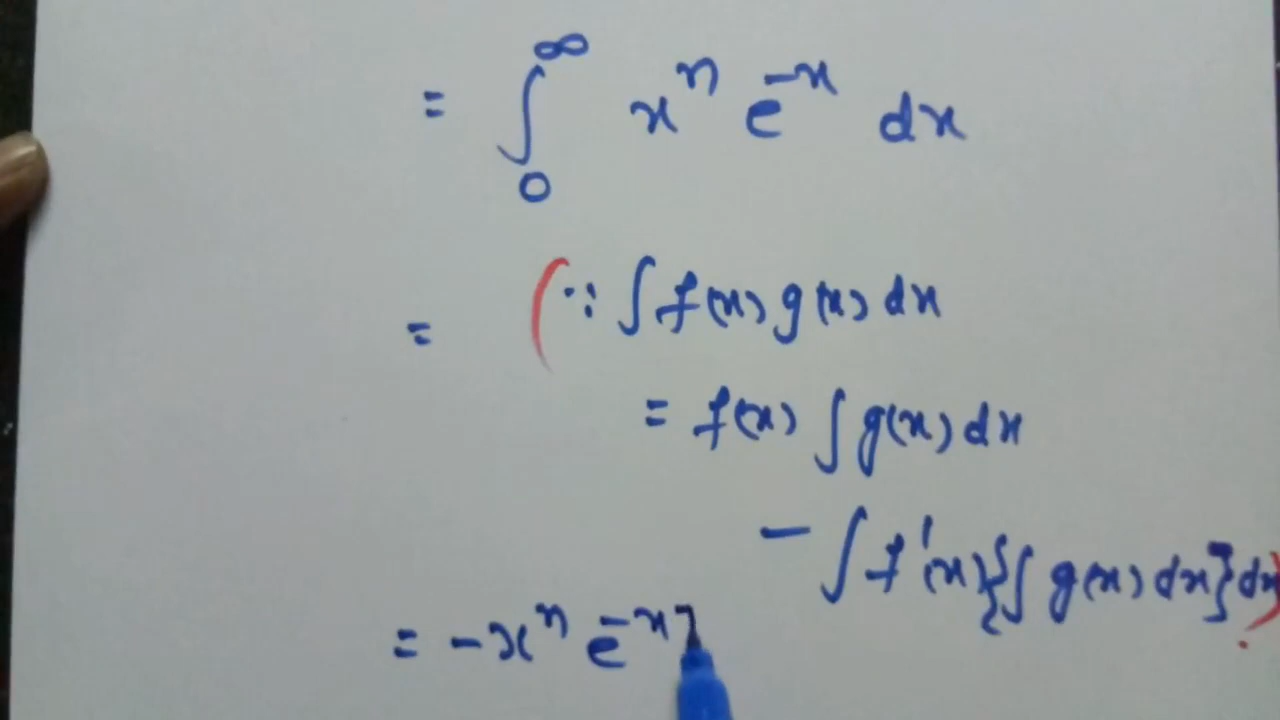 = ∫₀^∞ xⁿ e⁻ˣ dx
= (∵ ∫ f(x) g(x) dx
= f(x) ∫ g(x) dx
− ∫ f'(x) {∫ g(x) dx} dx).
= −xⁿ e⁻ˣ]